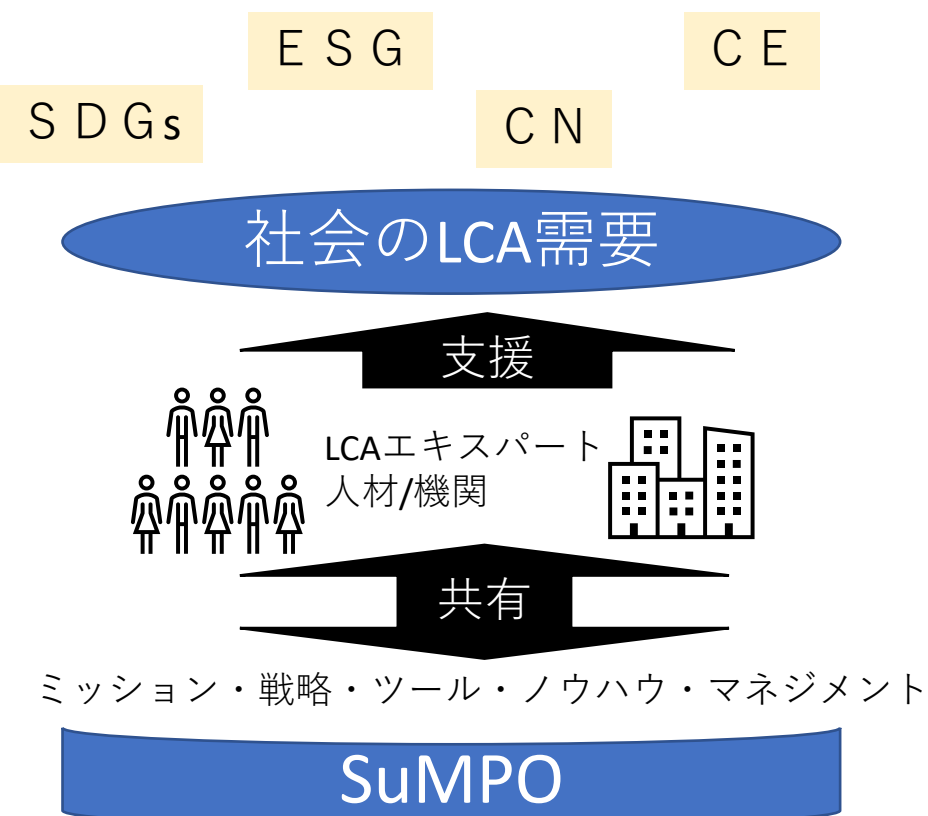 ESG
CE
SDGs
CN
社会のLCA需要
支援
LCAエキスパート
人材/機関
共有
ミッション・戦略・ツール・ノウハウ・マネジメント
SuMPO